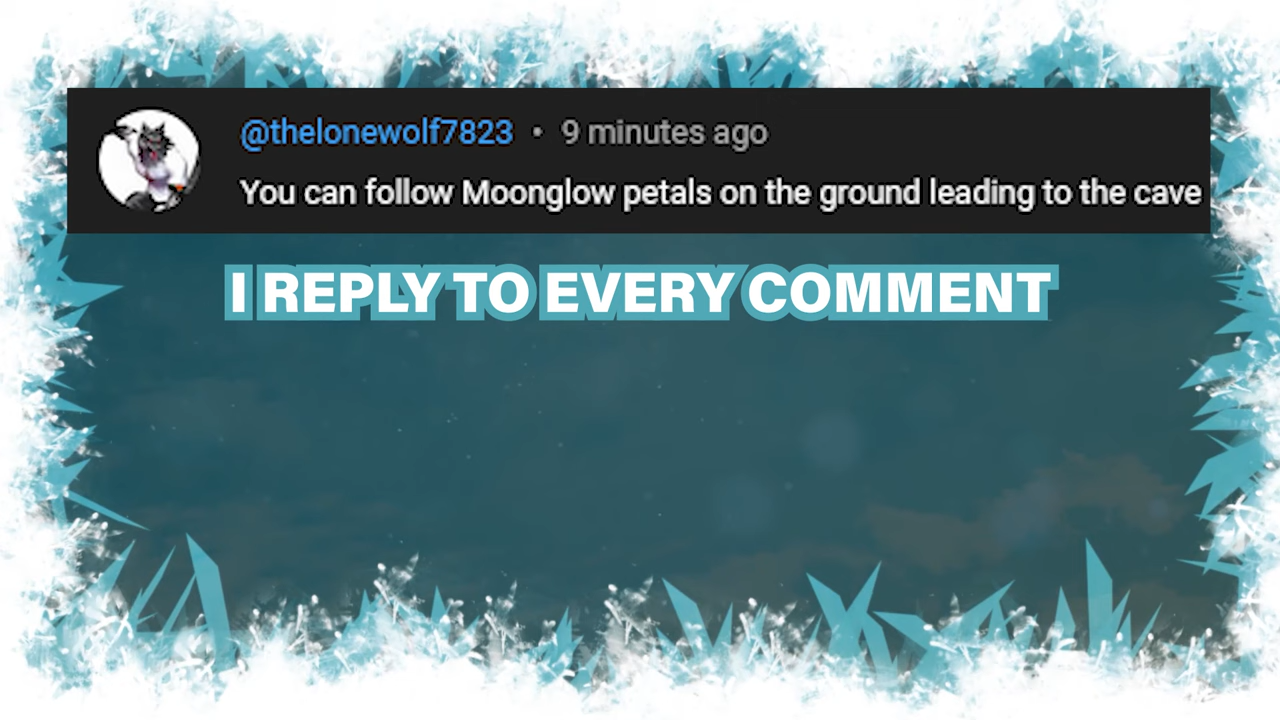 @thelonewolf7823 • 9 minutes ago
You can follow Moonglow petals on the ground leading to the cave
I REPLY TO EVERY COMMENT